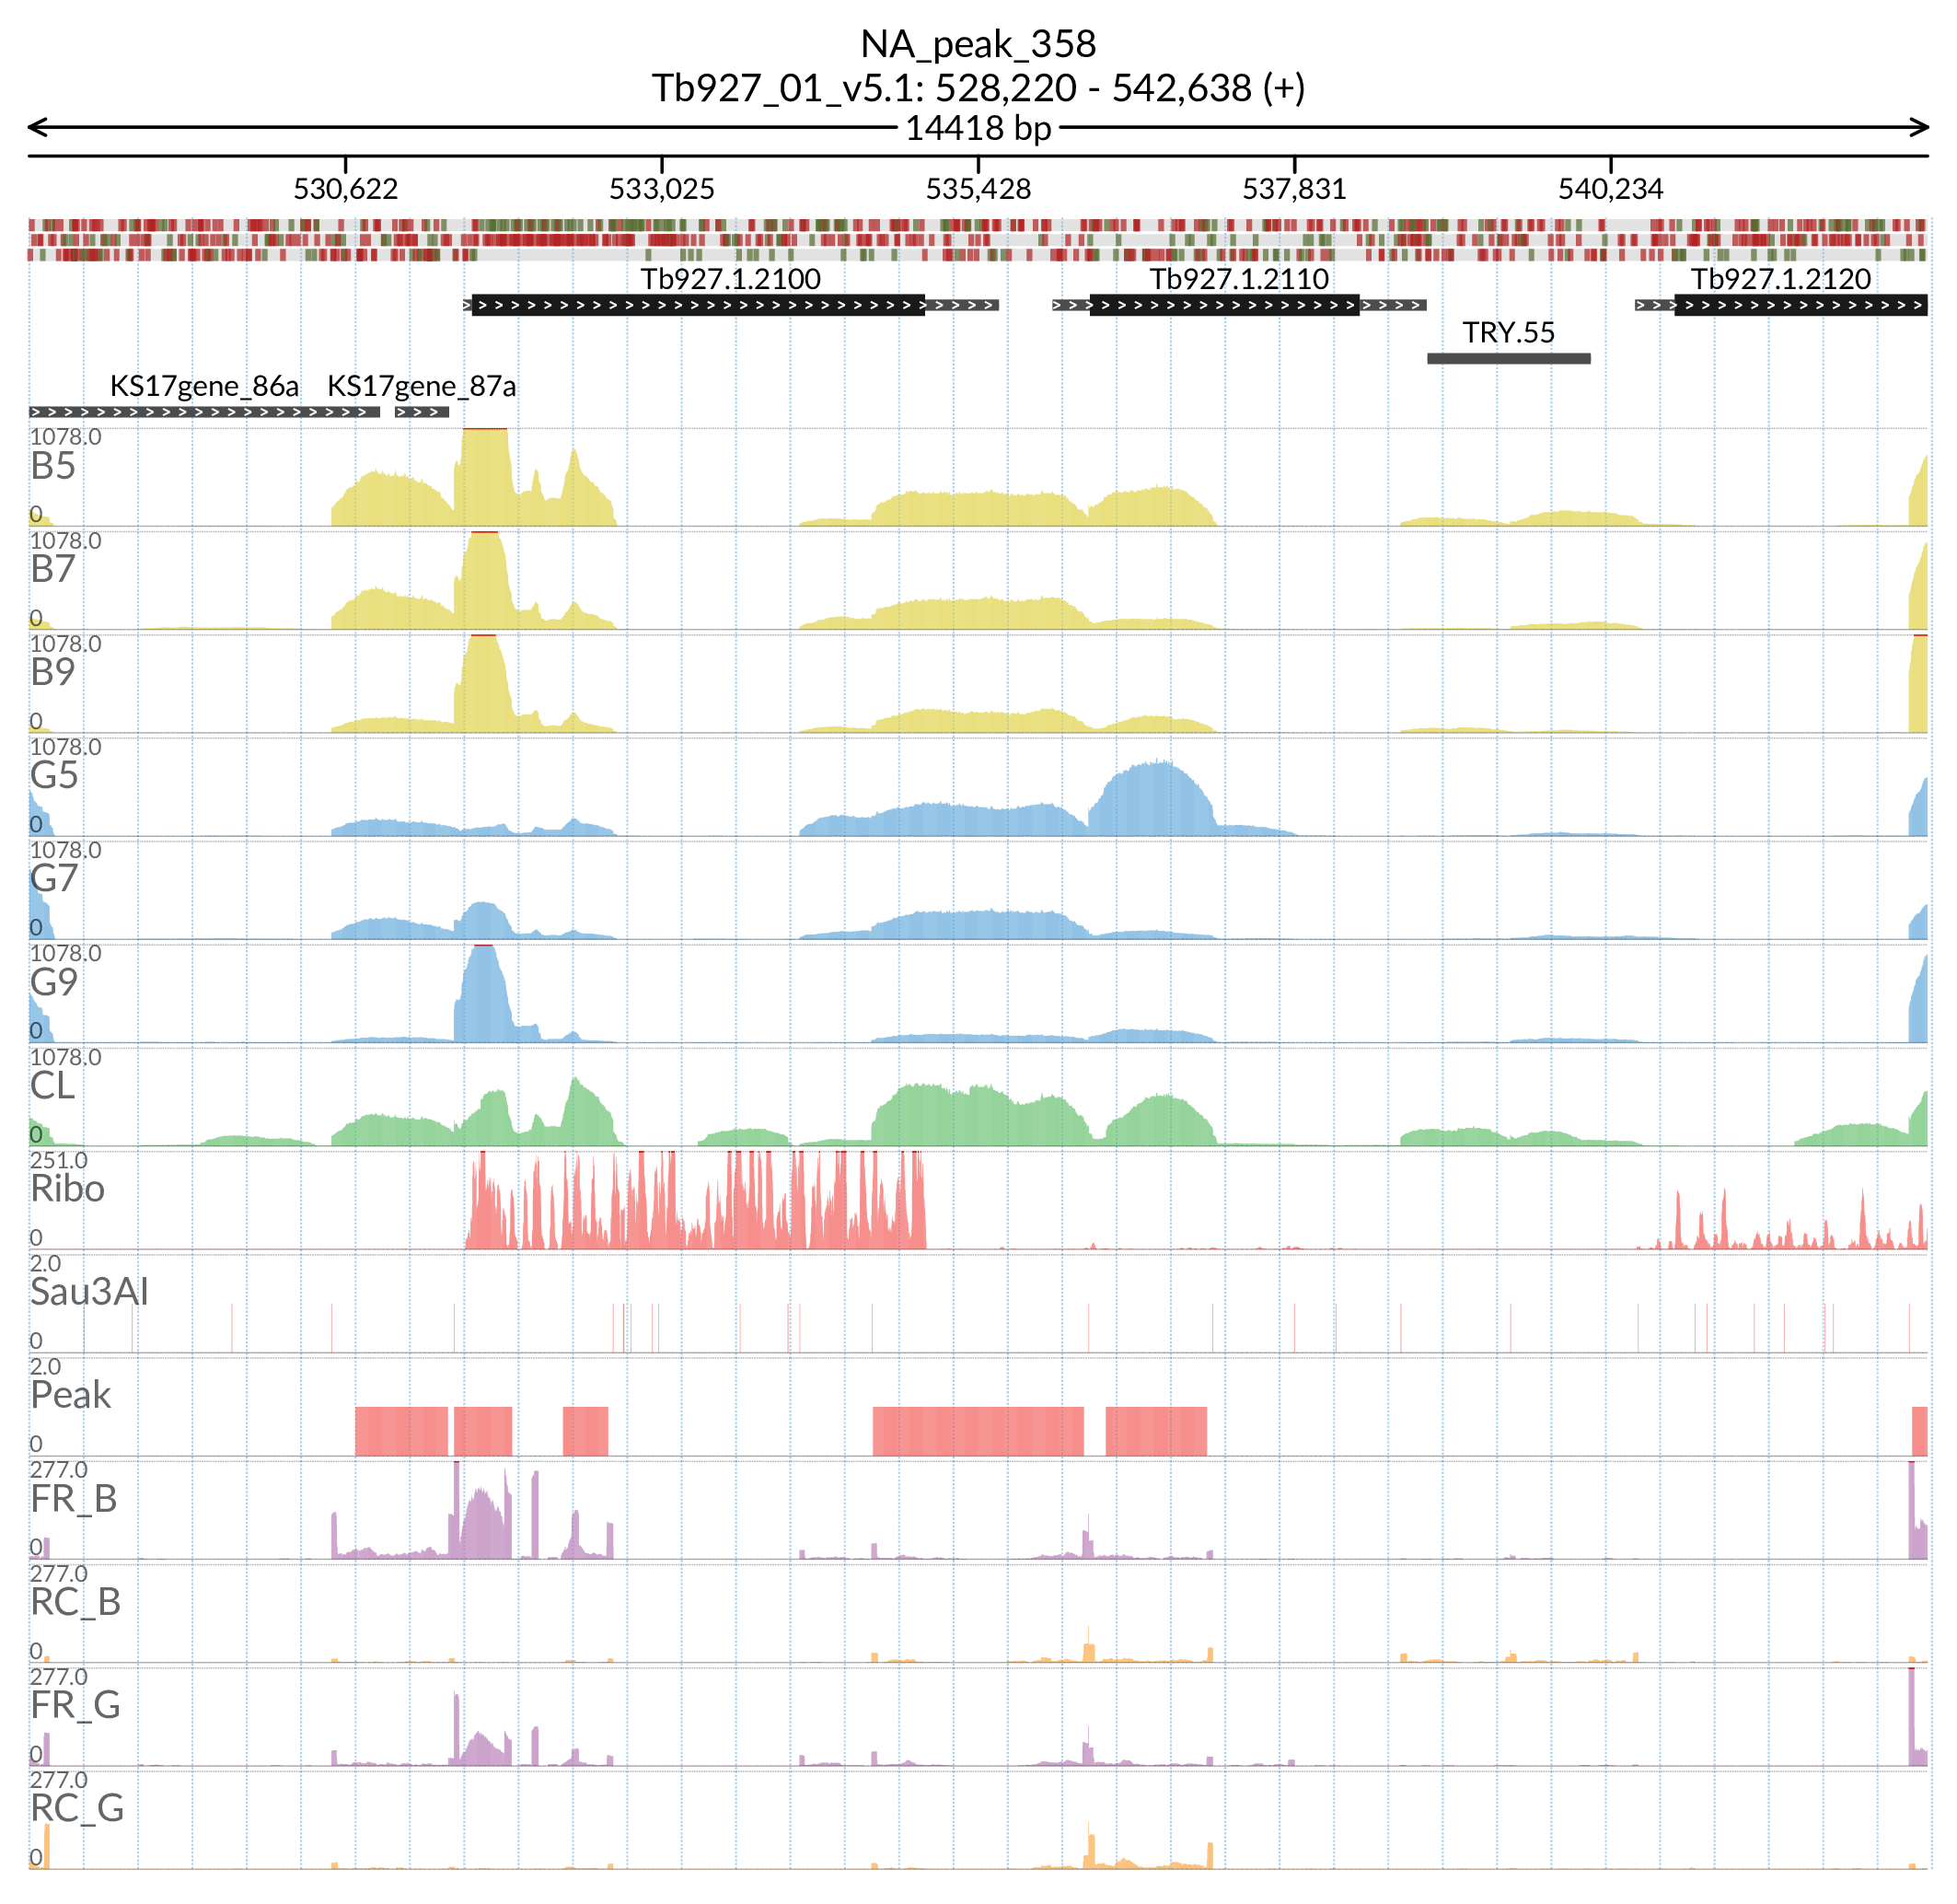 NA_peak_358
Tb927_01_v5.1: 528,220 - 542,638 (+)
14418 bp
530,622 533,025 535,428 537,831 540,234
Tb927.1.2100 Tb927.1.2110 Tb927.1.2120
TRY.55
KS17gene_86a KS17gene_87a
1078.0
B5
0
1078.0
B7
0
1078.0
B9
0
1078.0
G5
0
1078.0
G7
0
1078.0
G9
0
1078.0
CL
0
251.0
Ribo
0
2.0
Sau3AI
0
2.0
Peak
0
277.0
FR_B
0
277.0
RC_B
0
277.0
FR_G
0
277.0
RC_G
0